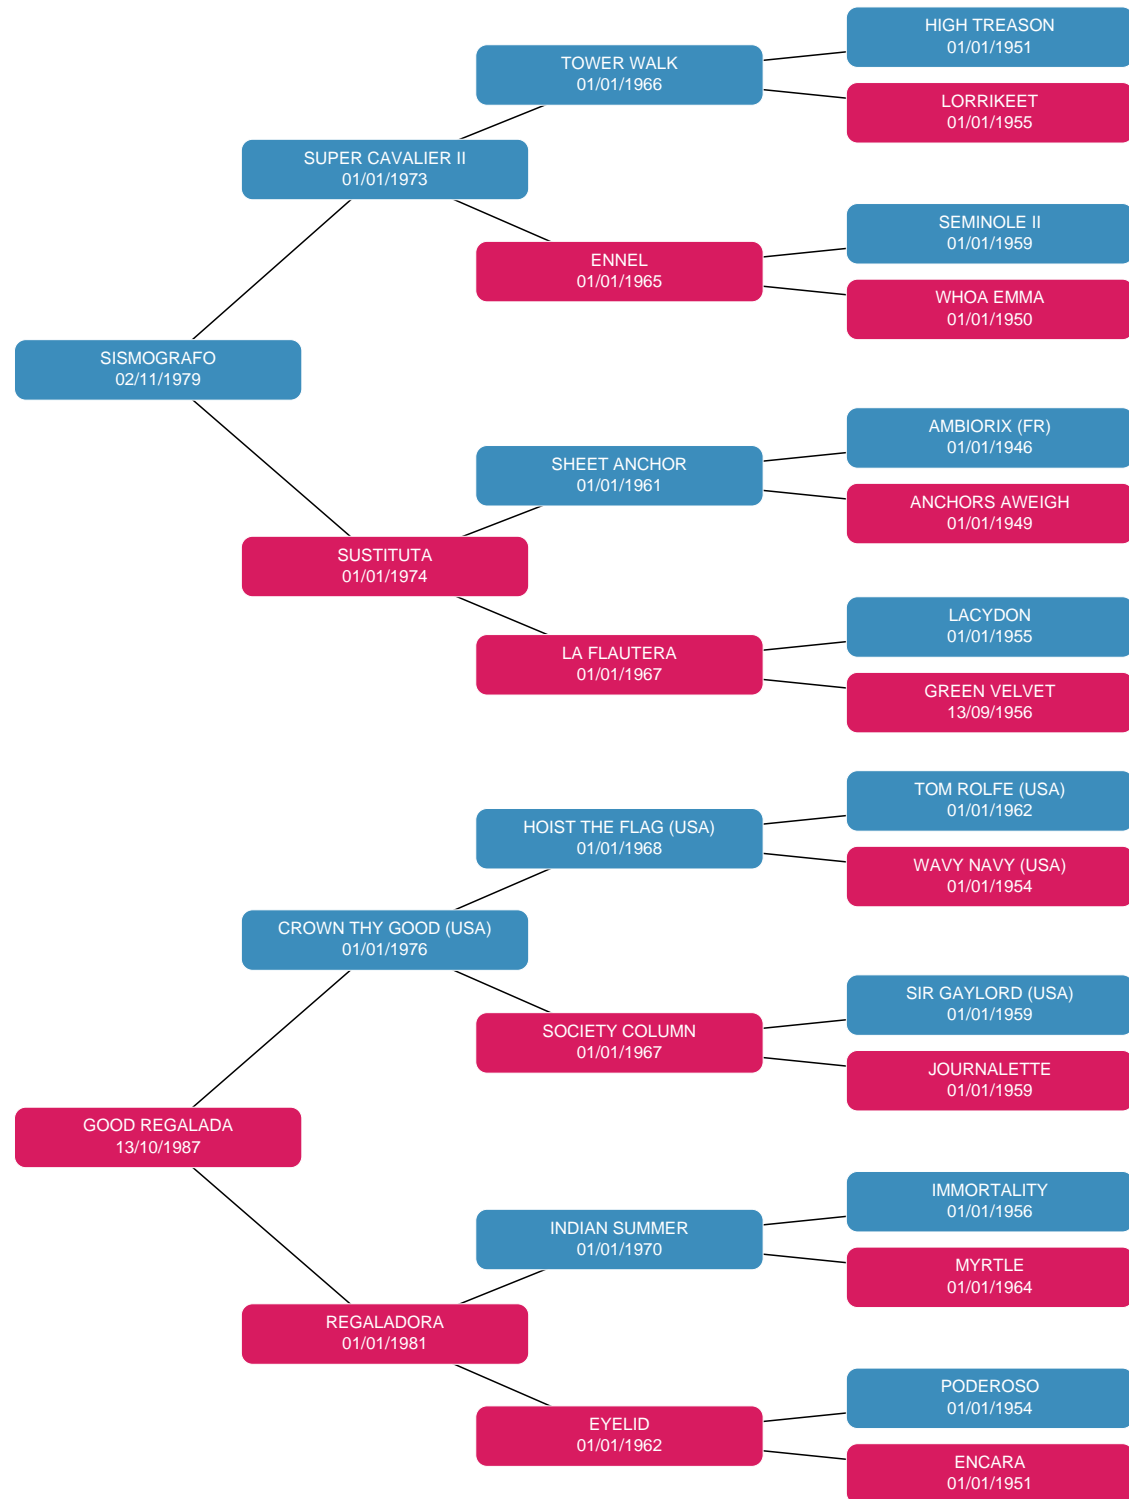 HIGH TREASON
01/01/1951
TOWER WALK
01/01/1966
LORRIKEET
01/01/1955
SUPER CAVALIER II
01/01/1973
SEMINOLE II
01/01/1959
ENNEL
01/01/1965
WHOA EMMA
01/01/1950
SISMOGRAFO
02/11/1979
AMBIORIX (FR)
01/01/1946
SHEET ANCHOR
01/01/1961
ANCHORS AWEIGH
01/01/1949
SUSTITUTA
01/01/1974
LACYDON
01/01/1955
LA FLAUTERA
01/01/1967
GREEN VELVET
13/09/1956
TOM ROLFE (USA)
01/01/1962
HOIST THE FLAG (USA)
01/01/1968
WAVY NAVY (USA)
01/01/1954
CROWN THY GOOD (USA)
01/01/1976
SIR GAYLORD (USA)
01/01/1959
SOCIETY COLUMN
01/01/1967
JOURNALETTE
01/01/1959
GOOD REGALADA
13/10/1987
IMMORTALITY
01/01/1956
INDIAN SUMMER
01/01/1970
MYRTLE
01/01/1964
REGALADORA
01/01/1981
PODEROSO
01/01/1954
EYELID
01/01/1962
ENCARA
01/01/1951